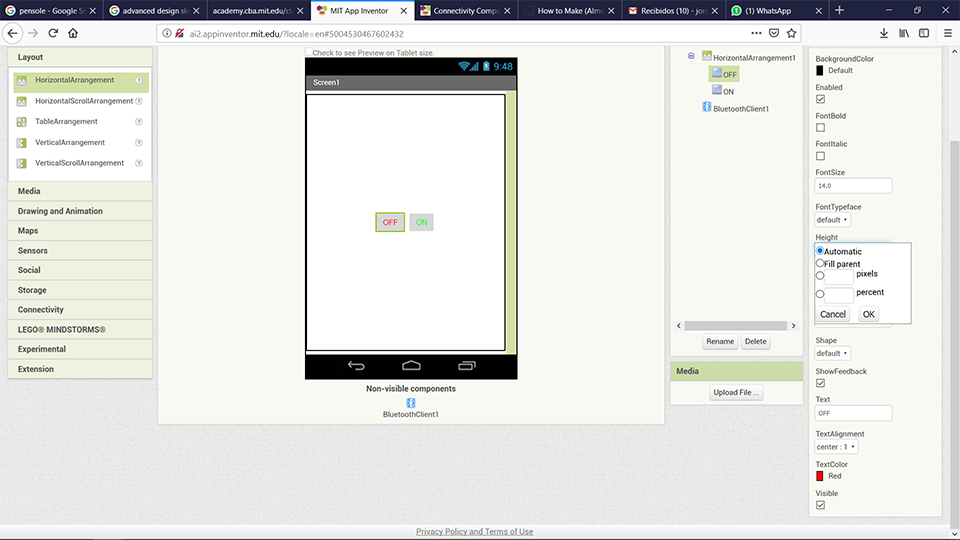 pensole - Google S
advanced design sk
academy.cba.mit.edu/cl
MIT App Inventor
Connectivity Compo
How to Make (Almo
Recibidos (10) - jon
(1) WhatsApp
ai2.appinventor.mit.edu/?locale=en#5004530467602432
Layout
HorizontalArrangement
HorizontalScrollArrangement
TableArrangement
VerticalArrangement
VerticalScrollArrangement
Media
Drawing and Animation
Maps
Sensors
Social
Storage
Connectivity
LEGO® MINDSTORMS®
Experimental
Extension
Check to see Preview on Tablet size.
9:48
Screen1
OFF
ON
Non-visible components
BluetoothClient1
HorizontalArrangement1
OFF
ON
BluetoothClient1
Rename
Delete
Media
Upload File ...
BackgroundColor
Default
Enabled
FontBold
FontItalic
FontSize
14.0
FontTypeface
default
Height
Automatic
Fill parent
pixels
percent
Cancel
OK
Shape
default
ShowFeedback
Text
OFF
TextAlignment
center : 1
TextColor
Red
Visible
Privacy Policy and Terms of Use